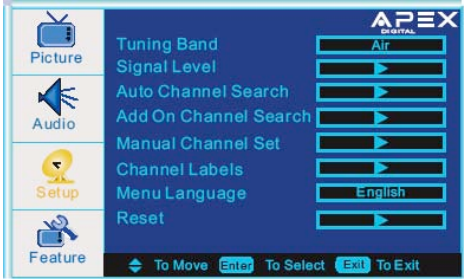 APEX
DIGITAL
Picture
Audio
Setup
Feature
Tuning Band Air
Signal Level
Auto Channel Search
Add On Channel Search
Manual Channel Set
Channel Labels
Menu Language English
Reset
To Move Enter To Select Exit To Exit